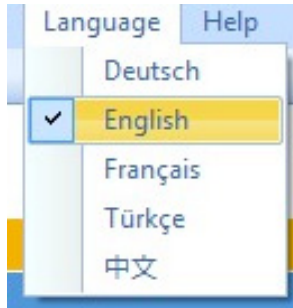 Language Help
Deutsch
English
Français
Türkçe
中文